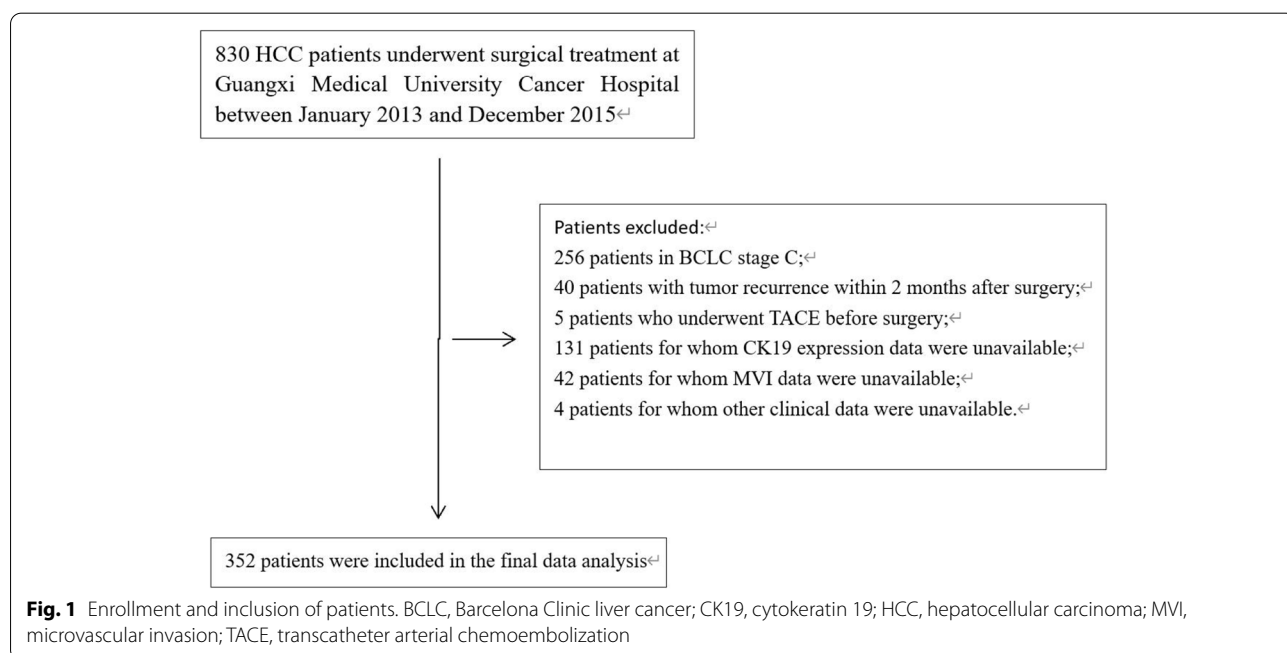 830 HCC patients underwent surgical treatment at
Guangxi Medical University Cancer Hospital
between January 2013 and December 2015↵
Patients excluded:↵
256 patients in BCLC stage C;↵
40 patients with tumor recurrence within 2 months after surgery;↵
5 patients who underwent TACE before surgery;↵
131 patients for whom CK19 expression data were unavailable;↵
42 patients for whom MVI data were unavailable;↵
4 patients for whom other clinical data were unavailable.↵
352 patients were included in the final data analysis↵
Fig. 1 Enrollment and inclusion of patients. BCLC, Barcelona Clinic liver cancer; CK19, cytokeratin 19; HCC, hepatocellular carcinoma; MVI,
microvascular invasion; TACE, transcatheter arterial chemoembolization